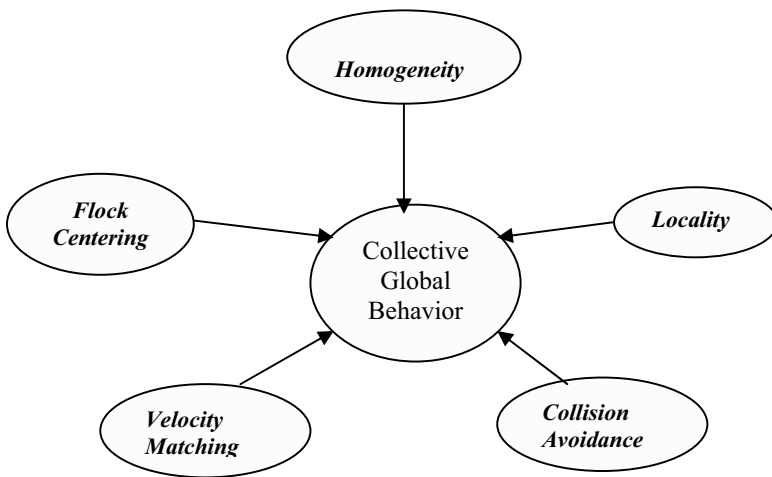 Homogeneity
Flock
Centering
Locality
Collective
Global
Behavior
Velocity
Matching
Collision
Avoidance